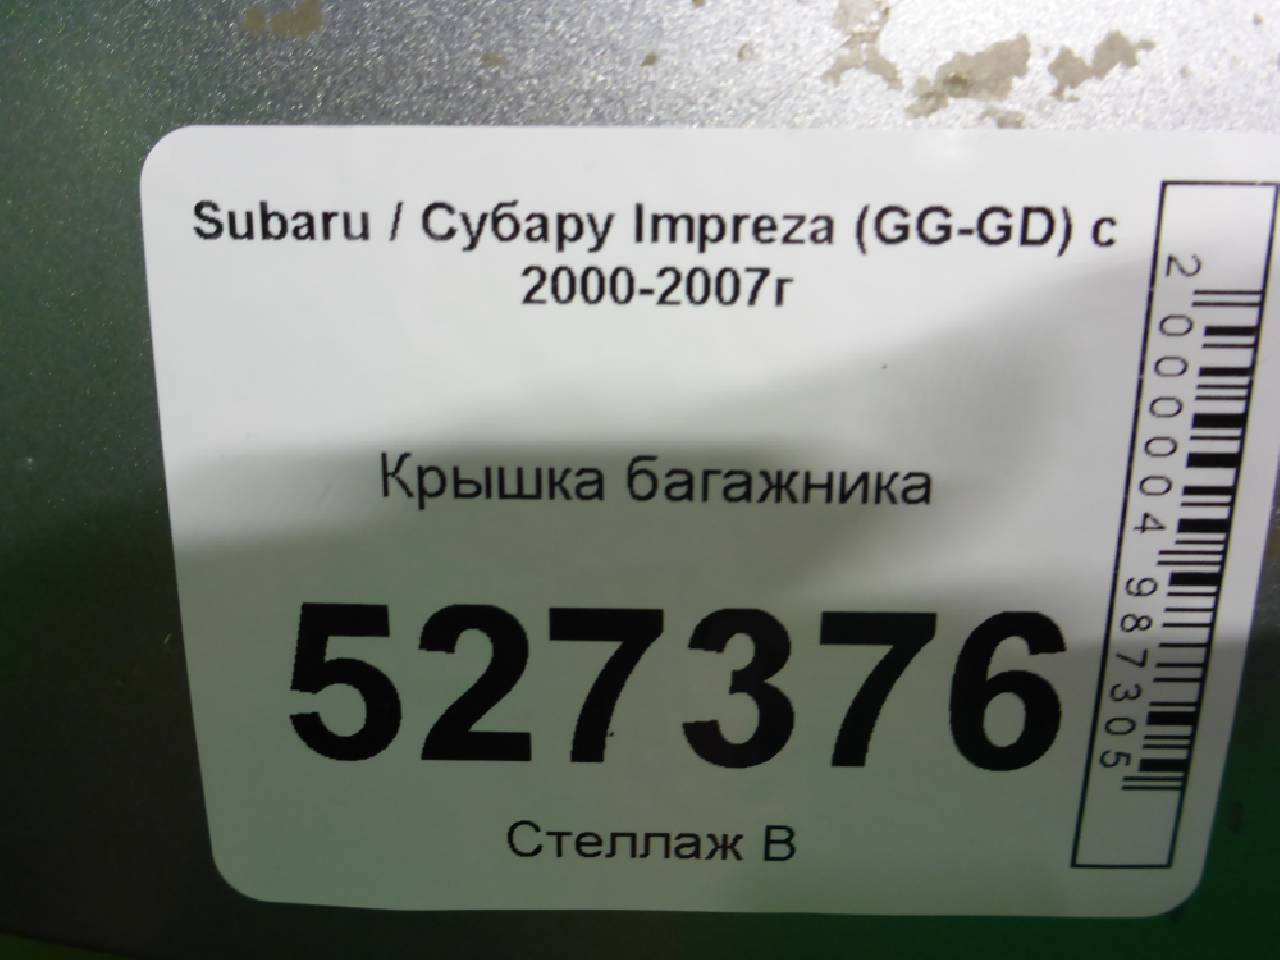 Subaru / Субару Impreza (GG-GD) с
2000-2007г
Крышка багажника
527376
Стеллаж В
2000004987305